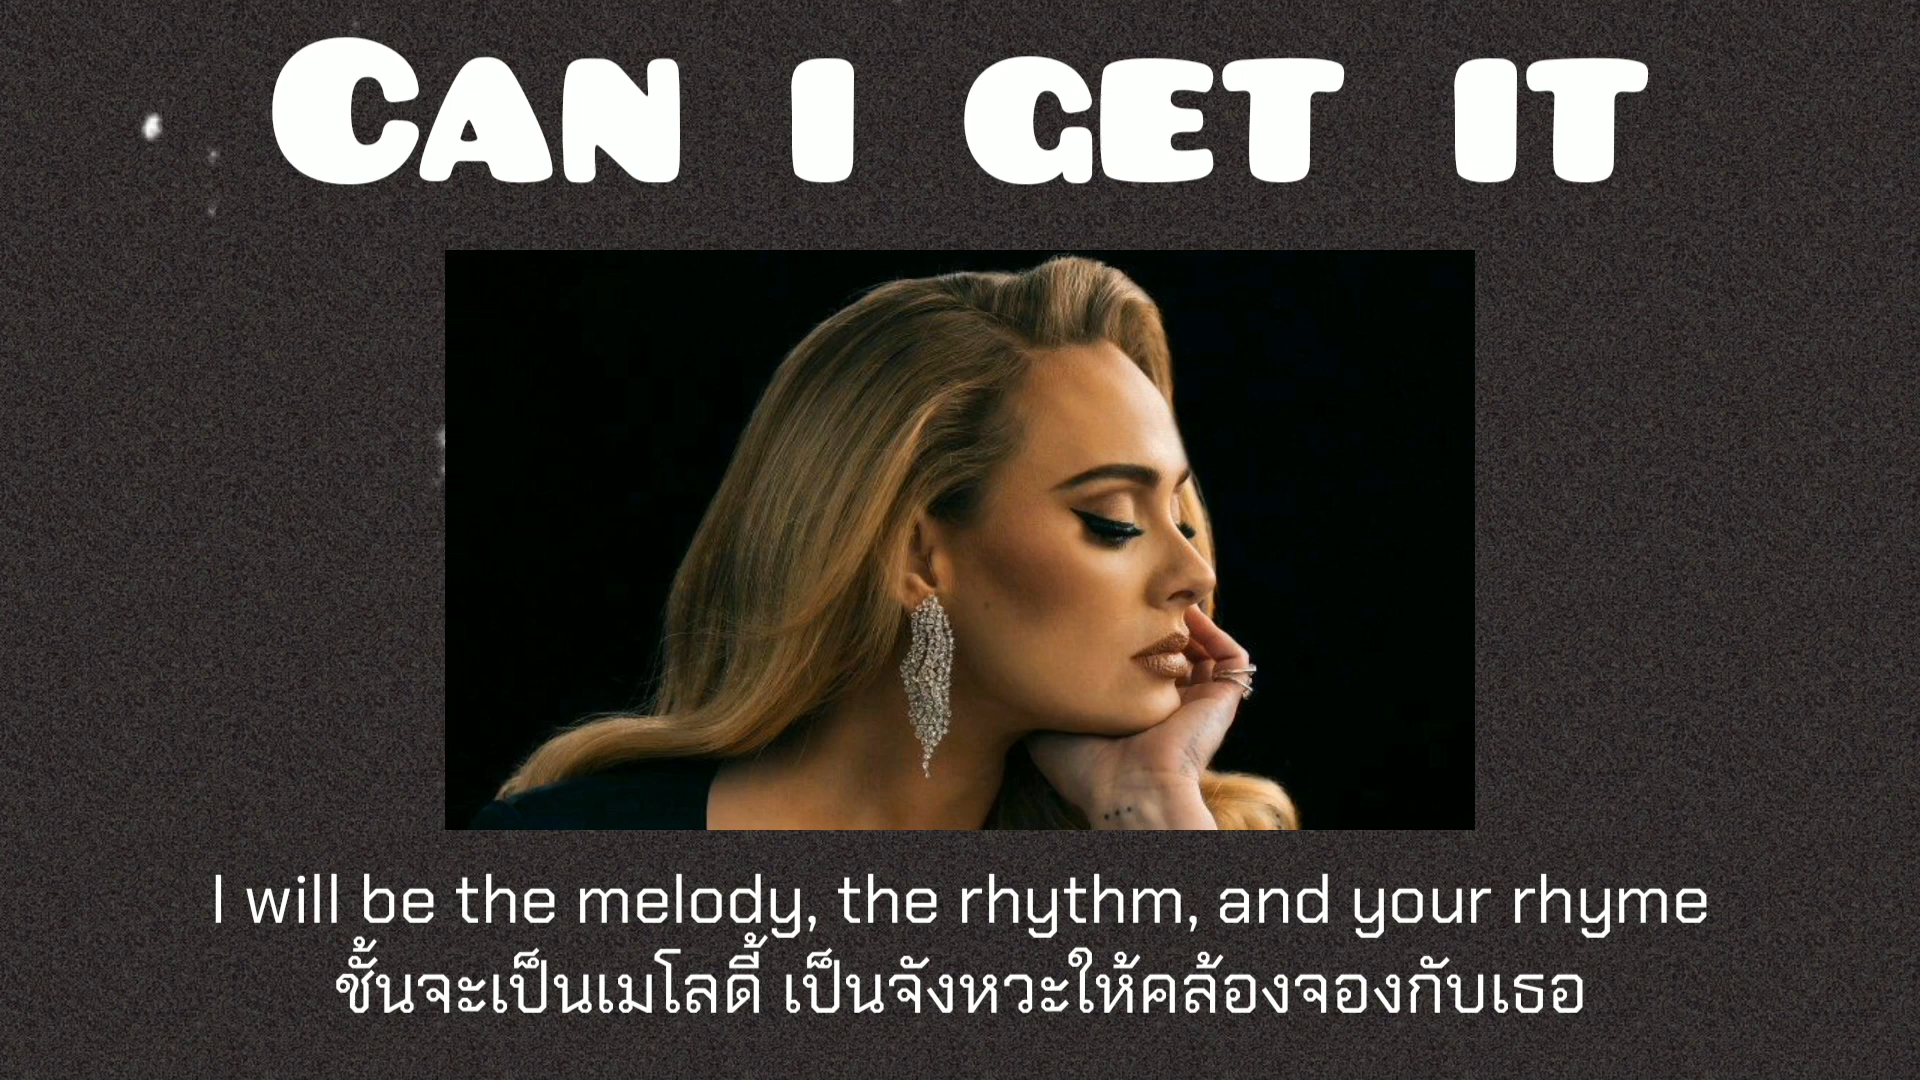 CAN I GET IT
I will be the melody, the rhythm, and your rhyme
ชั้นจะเป็นเมโลดี้ เป็นจังหวะให้คล้องจองกับเธอ